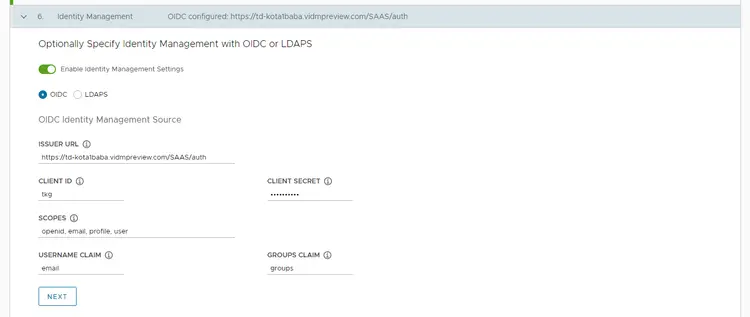 6. Identity Management OIDC configured: https://td-kota1baba.vidmpreview.com/SAAS/auth
Optionally Specify Identity Management with OIDC or LDAPS
Enable Identity Management Settings
OIDC LDAPS
OIDC Identity Management Source
ISSUER URL
https://td-kota1baba.vidmpreview.com/SAAS/auth
CLIENT ID CLIENT SECRET
tkg ••••••••••
SCOPES
openid, email, profile, user
USERNAME CLAIM GROUPS CLAIM
email groups
NEXT